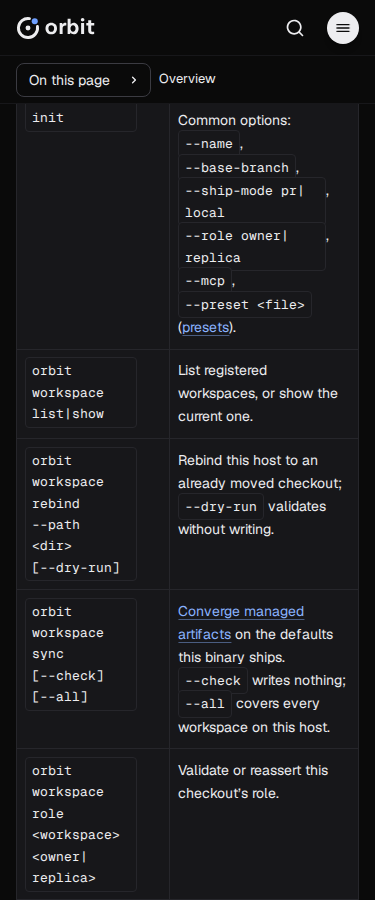 orbit
On this page
Overview
init
Common options:
--name,
--base-branch,
--ship-mode pr|
local,
--role owner|
replica,
--mcp,
--preset <file>
(presets).
orbit
workspace
list|show
List registered
workspaces, or show the
current one.
orbit
workspace
rebind
--path
<dir>
[--dry-run]
Rebind this host to an
already moved checkout;
--dry-run validates
without writing.
orbit
workspace
sync
[--check]
[--all]
Converge managed
artifacts on the defaults
this binary ships.
--check writes nothing;
--all covers every
workspace on this host.
orbit
workspace
role
<workspace>
<owner|
replica>
Validate or reassert this
checkout's role.